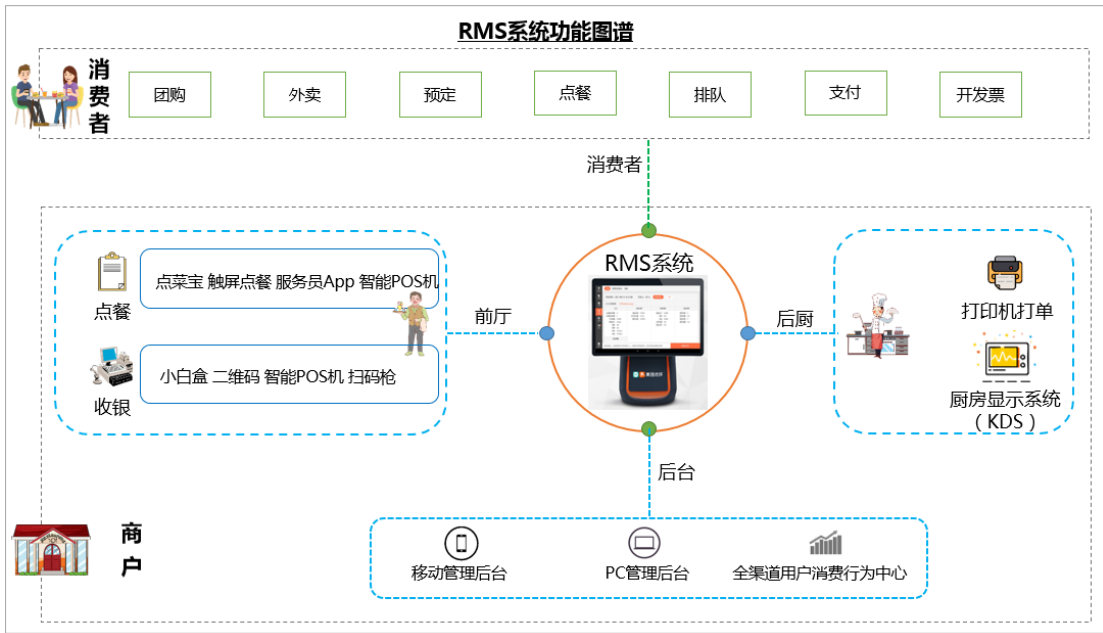 RMS系统功能图谱
消费者
团购
外卖
预定
点餐
排队
支付
开发票
消费者
点餐
点菜宝 触屏点餐 服务员App 智能POS机
收银
小白盒 二维码 智能POS机 扫码枪
前厅
RMS系统
后厨
打印机打单
厨房显示系统
（KDS）
后台
商户
移动管理后台
PC管理后台
全渠道用户消费行为中心